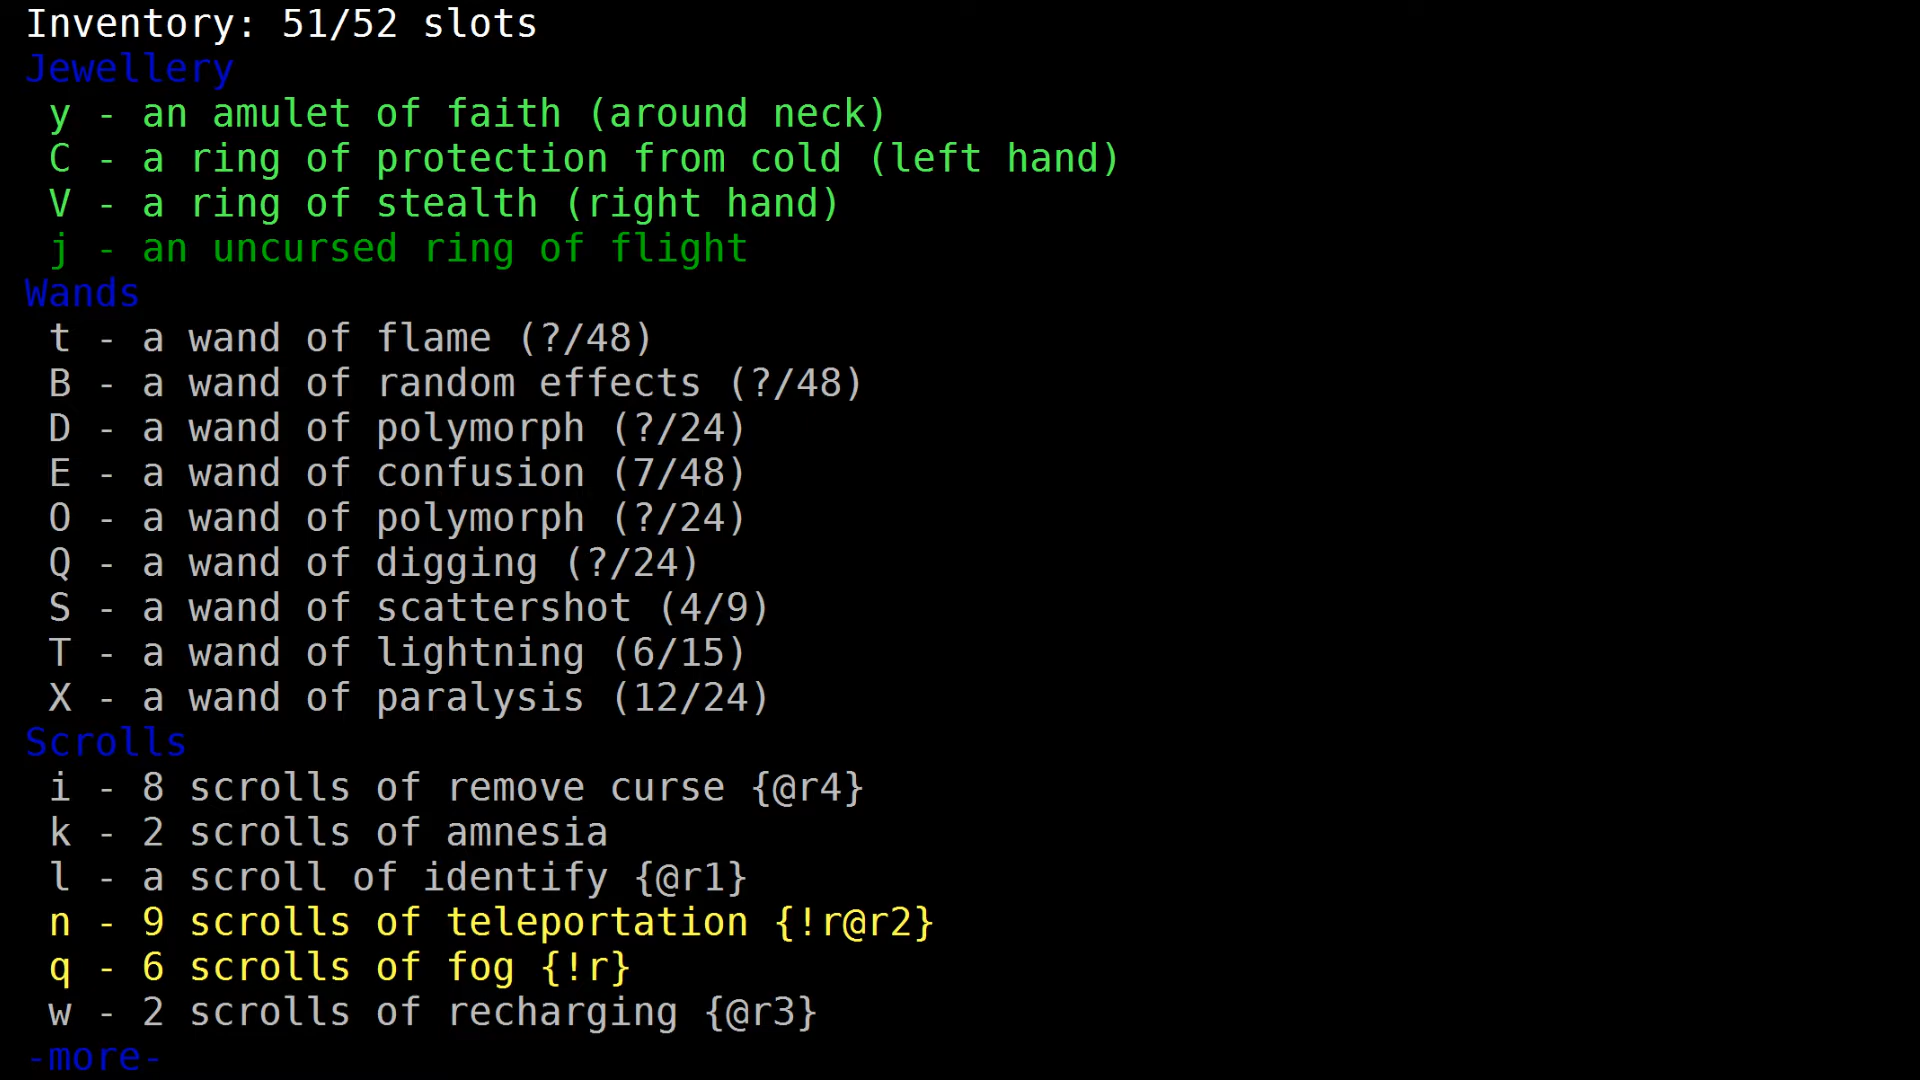 Inventory: 51/52 slots
Jewellery
y - an amulet of faith (around neck)
C - a ring of protection from cold (left hand)
V - a ring of stealth (right hand)
j - an uncursed ring of flight
Wands
t - a wand of flame (?/48)
B - a wand of random effects (?/48)
D - a wand of polymorph (?/24)
E - a wand of confusion (7/48)
O - a wand of polymorph (?/24)
Q - a wand of digging (?/24)
S - a wand of scattershot (4/9)
T - a wand of lightning (6/15)
X - a wand of paralysis (12/24)
Scrolls
i - 8 scrolls of remove curse {@r4}
k - 2 scrolls of amnesia
l - a scroll of identify {@r1}
n - 9 scrolls of teleportation {!r@r2}
q - 6 scrolls of fog {!r}
w - 2 scrolls of recharging {@r3}
-more-